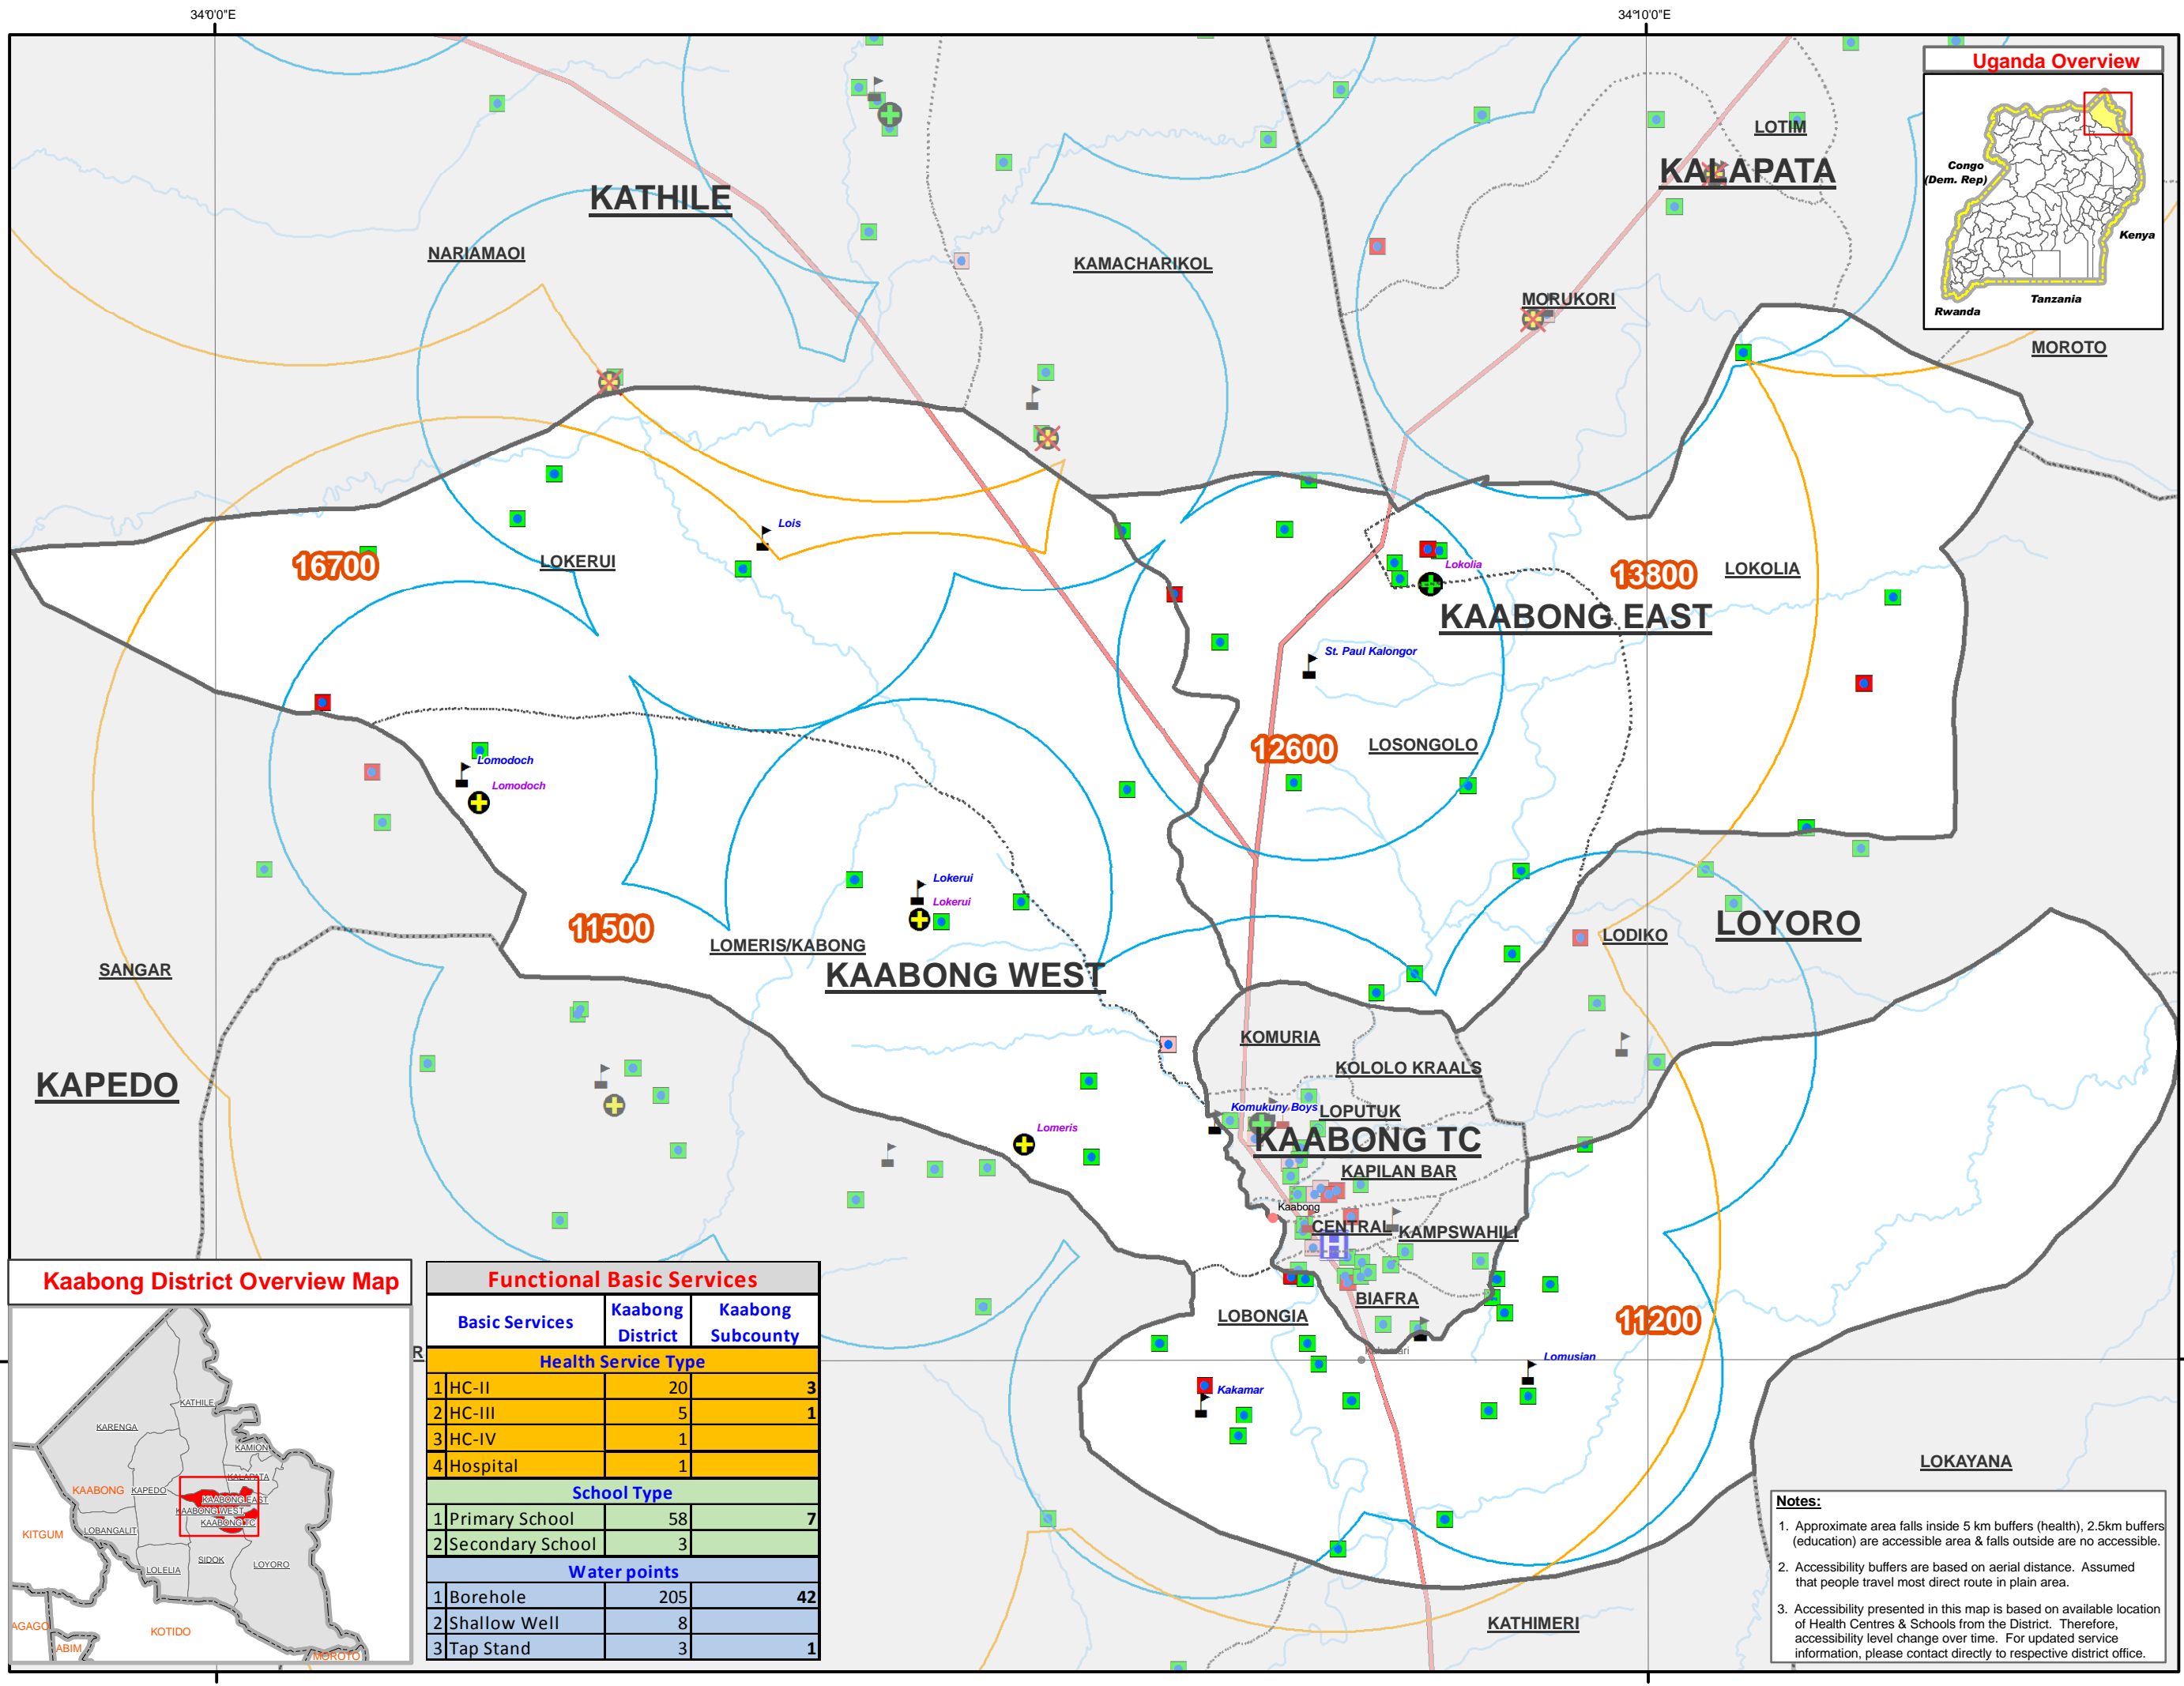 34°0'0"E
34°10'0"E
Uganda Overview
Congo
(Dem. Rep)
Kenya
Tanzania
Rwanda
LOTIM
KALAPATA
KATHILE
NARIAMAOI
KAMACHARIKOL
MORUKORI
MOROTO
Lois
16700
LOKERUI
Lokolia
13800
LOKOLIA
KAABONG EAST
St. Paul Kalongor
12600
LOSONGOLO
Lomodoch
Lomodoch
Lokerui
Lokerui
11500
LOMERIS/KABONG
KAABONG WEST
LOYORO
LODIKO
SANGAR
KAPEDO
KOMURIA
KOLOLO KRAALS
Komukuny Boys
LOPUTUK
KAABONG TC
Lomeris
KAPILAN BAR
Kaabong
CENTRAL
KAMPSWAHILI
BIAFRA
LOBONGIA
11200
Lomusian
Kakamar
LOKAYANA
KATHIMERI
R
Kaabong District Overview Map
KATHILE
KARENGA
KAMION
KALAPATA
KAABONG
KAPEDO
KAABONG EAST
KAABONG WEST
KAABONG TC
KITGUM
LOBANGALIT
SIDOK
LOYORO
LOLELIA
AGAGO
ABIM
KOTIDO
MOROTO
Functional Basic Services
Basic Services Kaabong District Kaabong Subcounty
Health Service Type
1 HC-II 20 3
2 HC-III 5 1
3 HC-IV 1
4 Hospital 1
School Type
1 Primary School 58 7
2 Secondary School 3
Water points
1 Borehole 205 42
2 Shallow Well 8
3 Tap Stand 3 1
Notes:
1. Approximate area falls inside 5 km buffers (health), 2.5km buffers
(education) are accessible area & falls outside are no accessible.
2. Accessibility buffers are based on aerial distance. Assumed
that people travel most direct route in plain area.
3. Accessibility presented in this map is based on available location
of Health Centres & Schools from the District. Therefore,
accessibility level change over time. For updated service
information, please contact directly to respective district office.